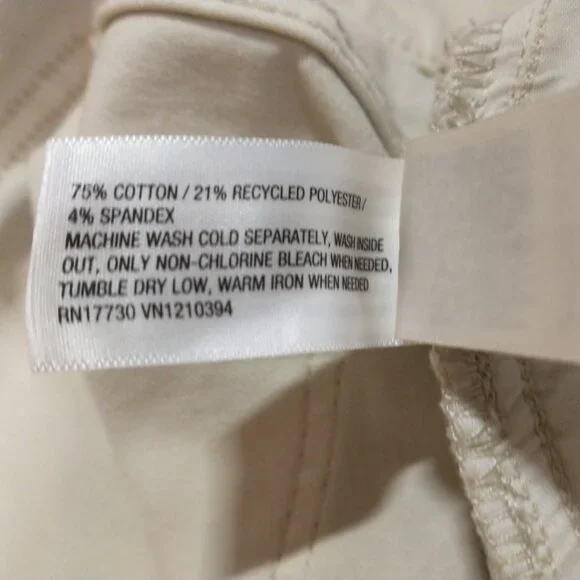 75% COTTON / 21% RECYCLED POLYESTER /
4% SPANDEX
MACHINE WASH COLD SEPARATELY, WASH INSIDE
OUT, ONLY NON-CHLORINE BLEACH WHEN NEEDED,
TUMBLE DRY LOW, WARM IRON WHEN NEEDED
RN17730 VN1210394